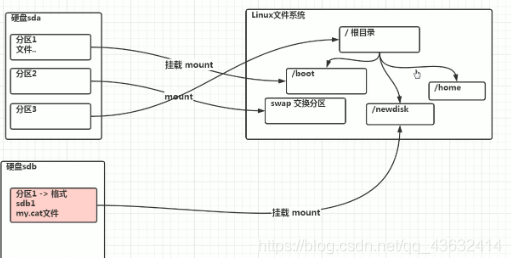 硬盘sda
分区1
文件..
分区2
分区3
挂载 mount
mount
Linux文件系统
/ 根目录
/boot
/home
swap 交换分区
/newdisk
硬盘sdb
分区1 -> 格式
sdb1
my.cat文件
挂载 mount
https://blog.csdn.net/qq_43632414